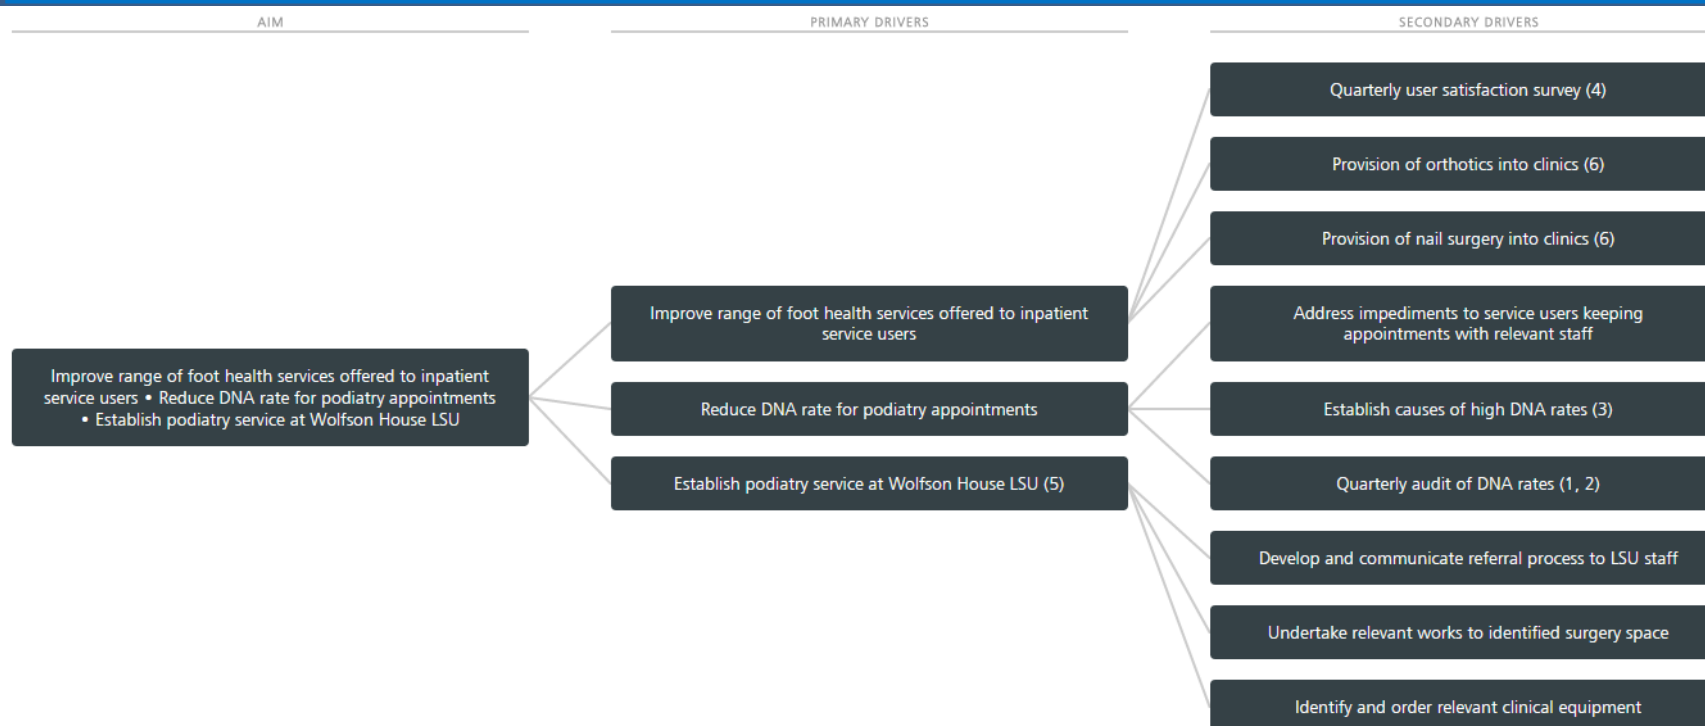 AIM
PRIMARY DRIVERS
SECONDARY DRIVERS
Improve range of foot health services offered to inpatient
service users • Reduce DNA rate for podiatry appointments
• Establish podiatry service at Wolfson House LSU
Improve range of foot health services offered to inpatient
service users
Reduce DNA rate for podiatry appointments
Establish podiatry service at Wolfson House LSU (5)
Quarterly user satisfaction survey (4)
Provision of orthotics into clinics (6)
Provision of nail surgery into clinics (6)
Address impediments to service users keeping
appointments with relevant staff
Establish causes of high DNA rates (3)
Quarterly audit of DNA rates (1, 2)
Develop and communicate referral process to LSU staff
Undertake relevant works to identified surgery space
Identify and order relevant clinical equipment